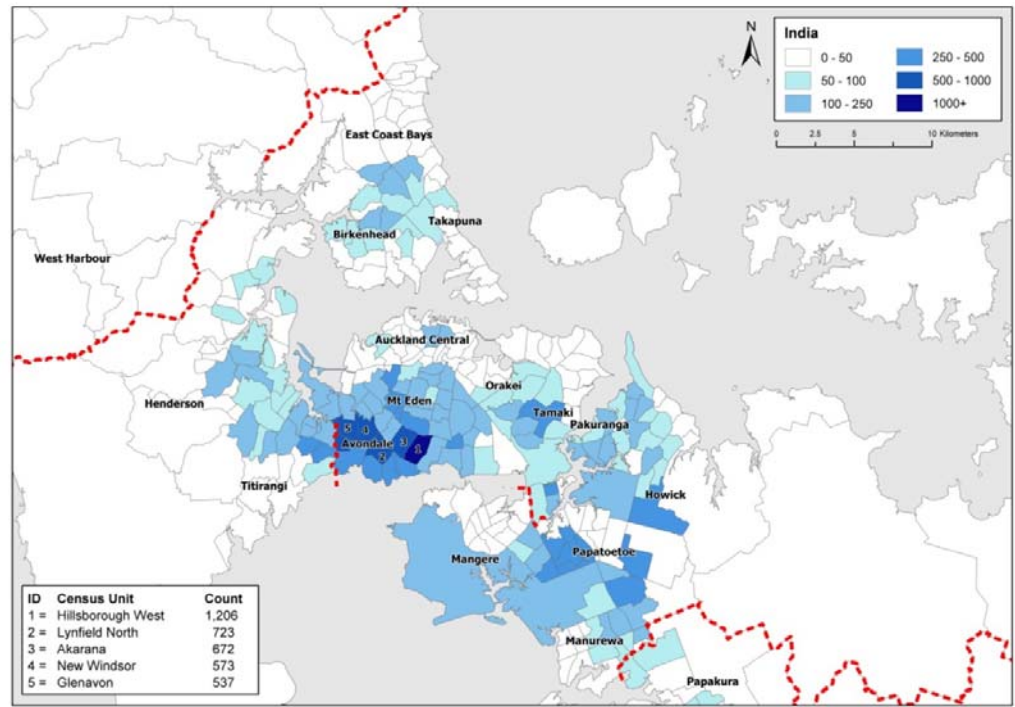 India
0 - 50
50 - 100
100 - 250
250 - 500
500 - 1000
1000+
N
0 2.5 5 10 Kilometers
East Coast Bays
Takapuna
Birkenhead
West Harbour
Auckland Central
Orakei
Mt Eden
Henderson
Tamaki
Pakuranga
5 4
Avondale 3
2 1
Titirangi
Howick
Mangere
Papatoetoe
Manurewa
Papakura
ID Census Unit Count
1 = Hillsborough West 1,206
2 = Lynfield North 723
3 = Akarana 672
4 = New Windsor 573
5 = Glenavon 537